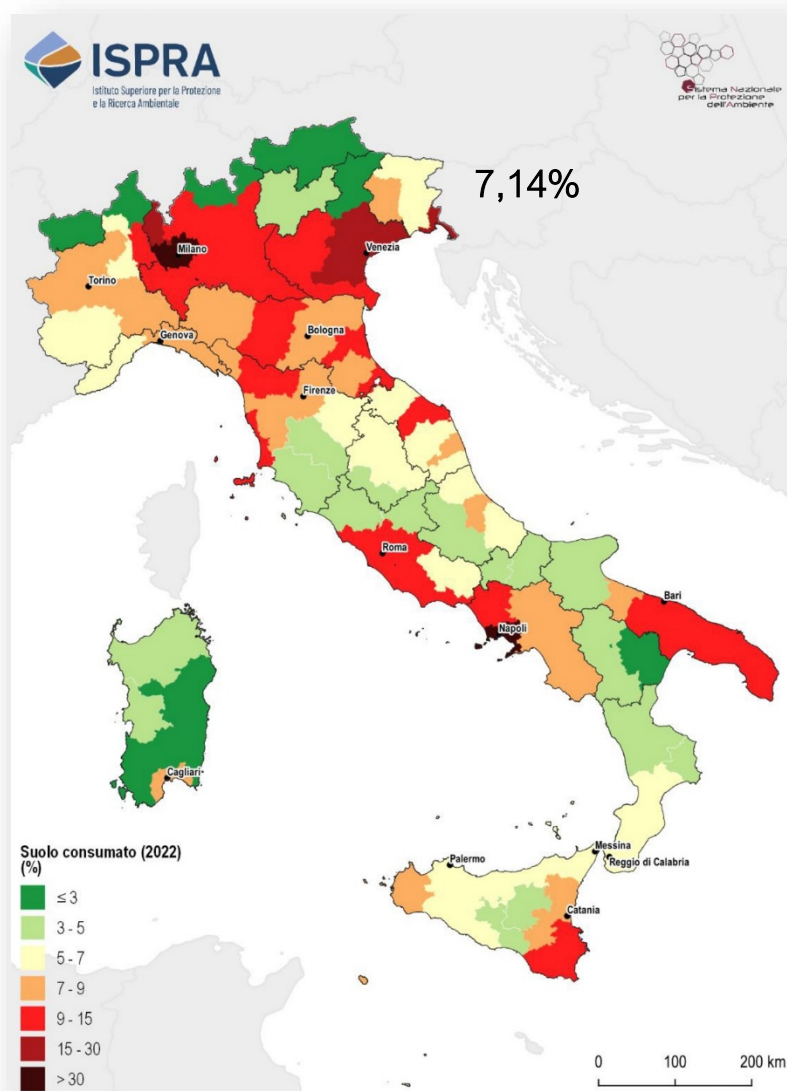 ISPRA
Istituto Superiore per la Protezione
e la Ricerca Ambientale
Sistema Nazionale
per la Protezione
dell'Ambiente
7,14%
Milano
Venezia
Torino
Genova
Bologna
Firenze
Roma
Napoli
Bari
Cagliari
Messina
Palermo
Reggio di Calabria
Catania
Suolo consumato (2022)
(%)
≤ 3
3 - 5
5 - 7
7 - 9
9 - 15
15 - 30
> 30
0 100 200 km